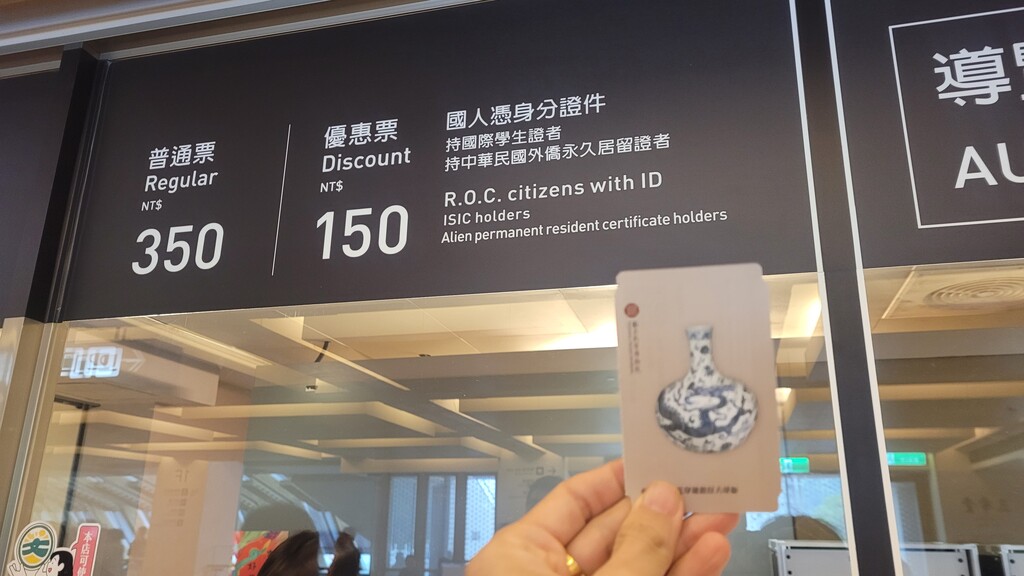 普通票
Regular
NT$
350
優惠票
Discount
NT$
150
國人憑身分證件
持國際學生證者
持中華民國外僑永久居留證者
R.O.C. citizens with ID
ISIC holders
Alien permanent resident certificate holders
導
AU